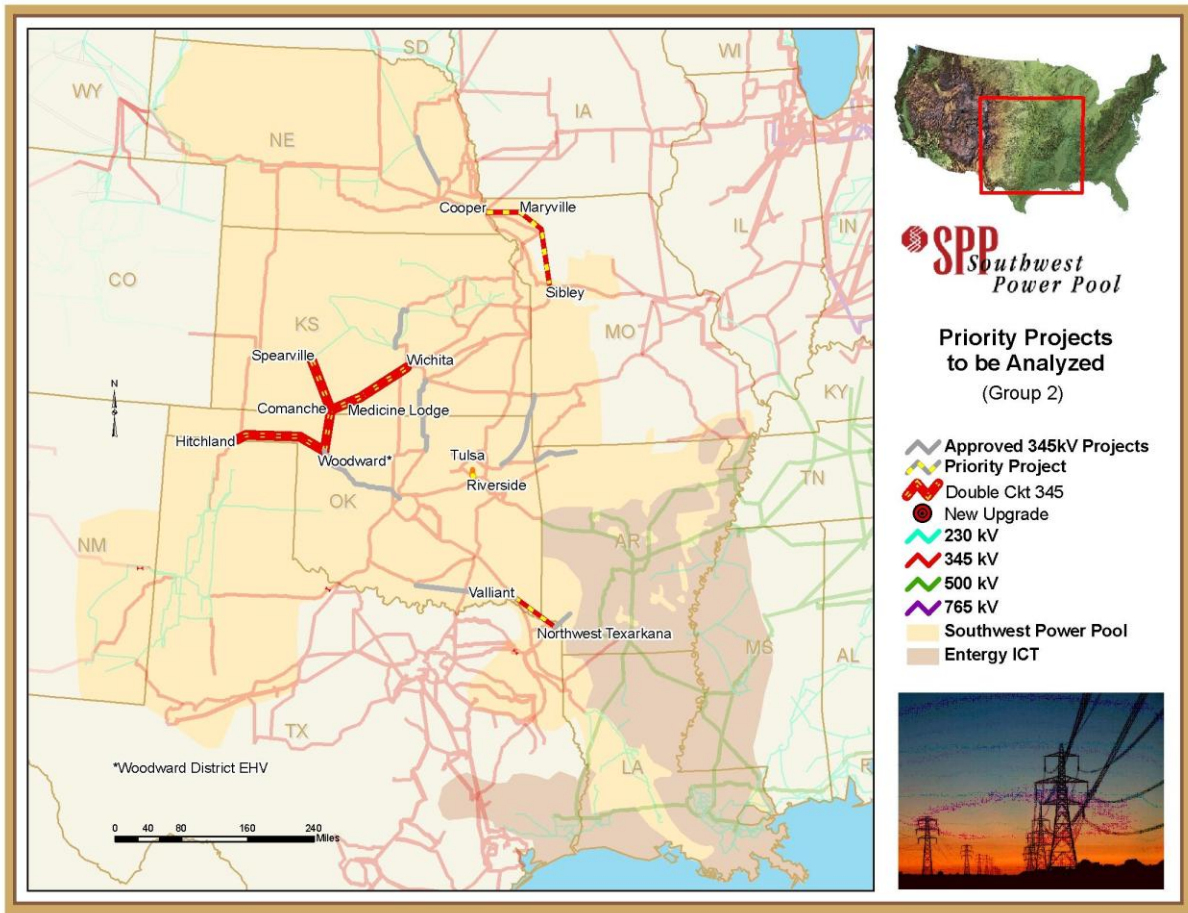 SD
WI
M
WY
IA
NE
Cooper
Maryville
IL
IN
CO
Sibley
KS
MO
Spearville
Wichita
KY
N
Comanche
Medicine Lodge
Hitchland
Woodward*
Tulsa
Riverside
TN
OK
NM
AR
Valliant
Northwest Texarkana
MS
AL
TX
*Woodward District EHV
LA
F
0 40 80 160 240
Miles
SPP
Southwest
Power Pool
Priority Projects
to be Analyzed
(Group 2)
Approved 345kV Projects
Priority Project
Double Ckt 345
New Upgrade
230 kV
345 kV
500 kV
765 kV
Southwest Power Pool
Entergy ICT